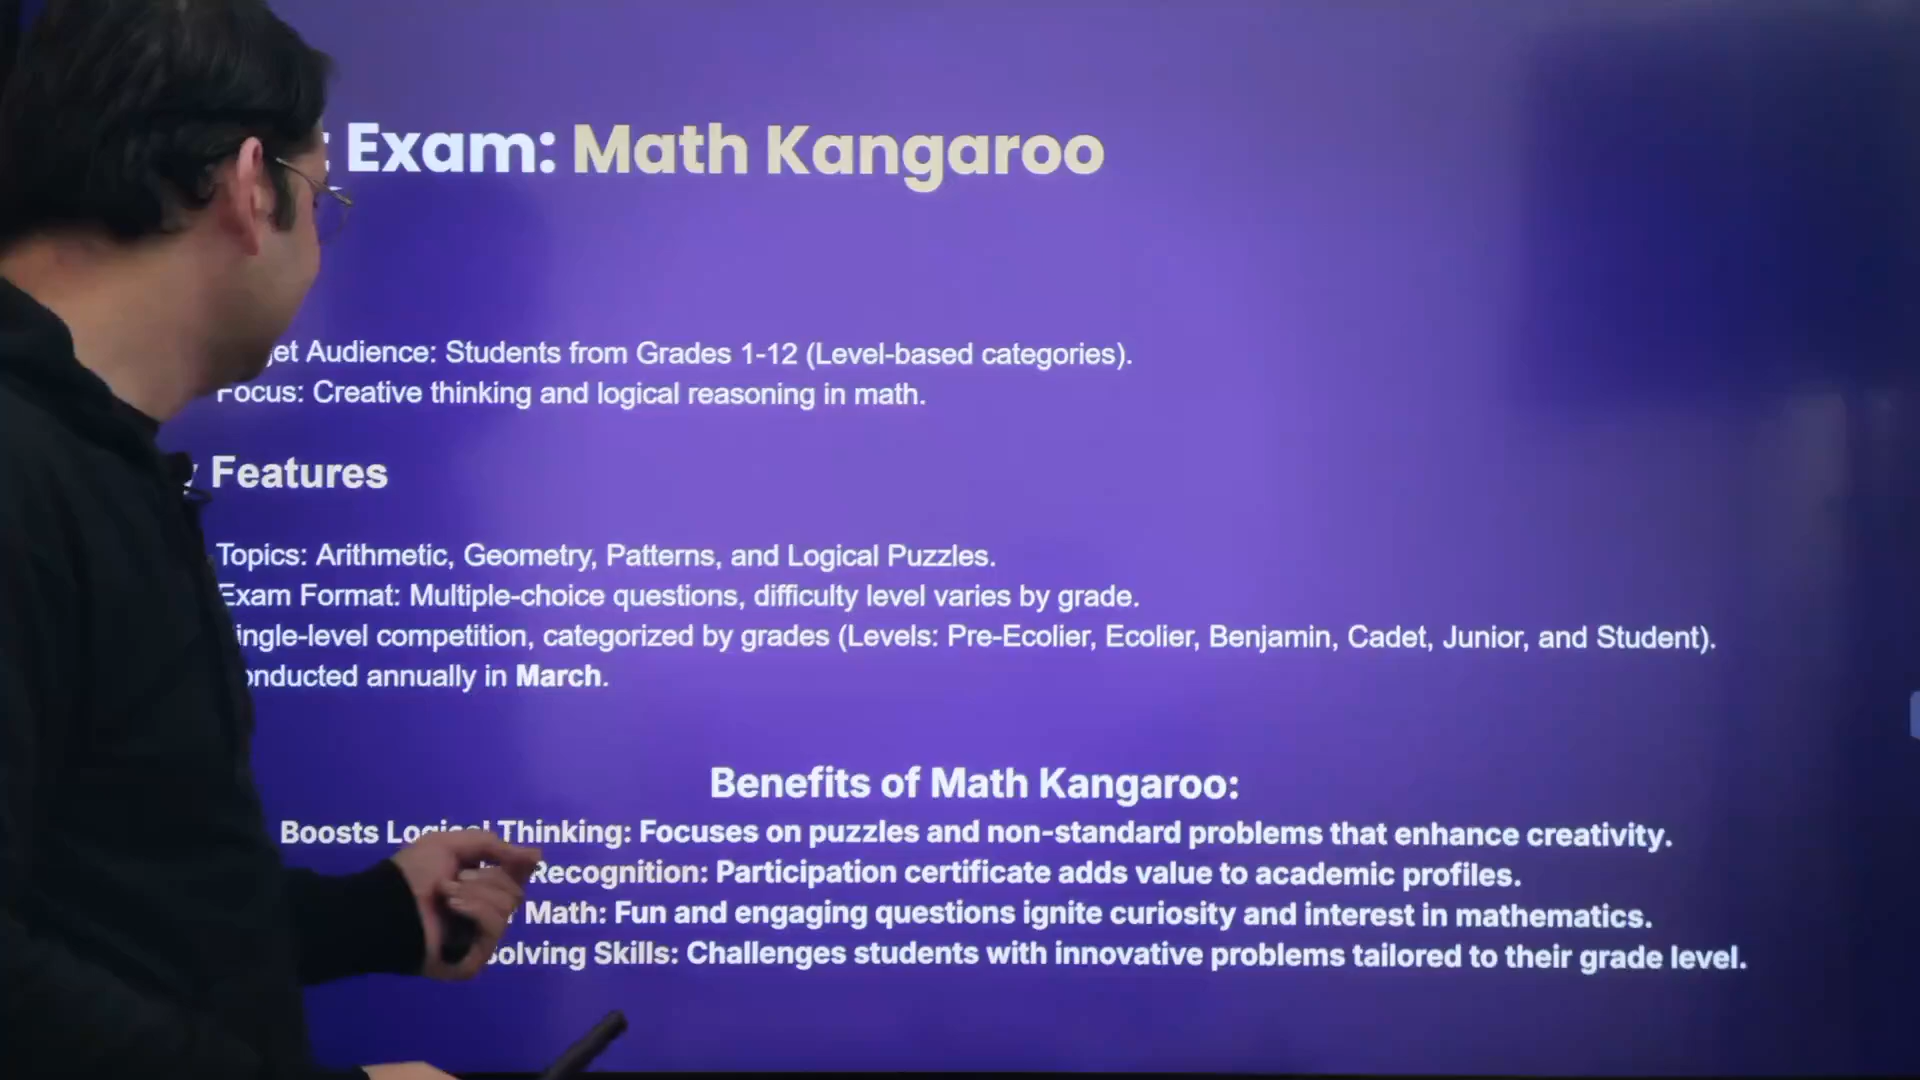 : Exam: Math Kangaroo
et Audience: Students from Grades 1-12 (Level-based categories).
Focus: Creative thinking and logical reasoning in math.
Features
Topics: Arithmetic, Geometry, Patterns, and Logical Puzzles.
Exam Format: Multiple-choice questions, difficulty level varies by grade.
ingle-level competition, categorized by grades (Levels: Pre-Ecolier, Ecolier, Benjamin, Cadet, Junior, and Student).
onducted annually in March.
Benefits of Math Kangaroo:
Boosts Logical Thinking: Focuses on puzzles and non-standard problems that enhance creativity.
Recognition: Participation certificate adds value to academic profiles.
Math: Fun and engaging questions ignite curiosity and interest in mathematics.
olving Skills: Challenges students with innovative problems tailored to their grade level.